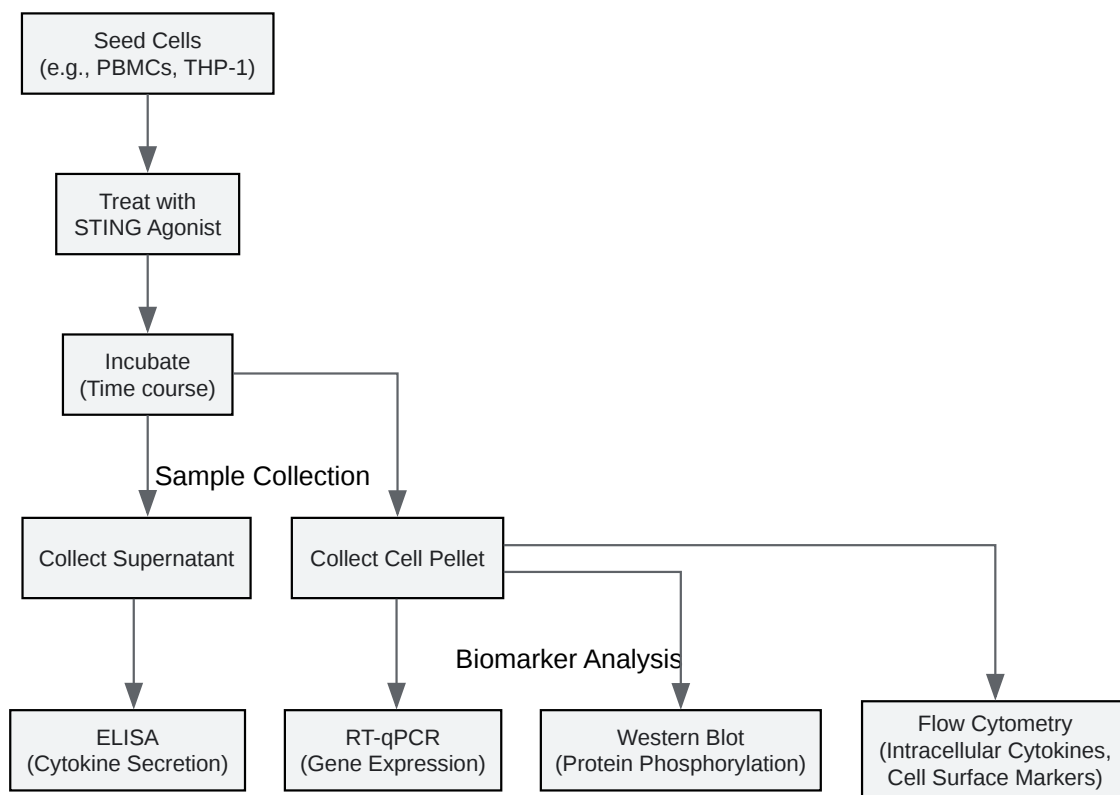 Seed Cells
(e.g., PBMCs, THP-1)
Treat with
STING Agonist
Incubate
(Time course)
Sample Collection
Collect Supernatant
Collect Cell Pellet
Biomarker Analysis
ELISA
(Cytokine Secretion)
RT-qPCR
(Gene Expression)
Western Blot
(Protein Phosphorylation)
Flow Cytometry
(Intracellular Cytokines,
Cell Surface Markers)